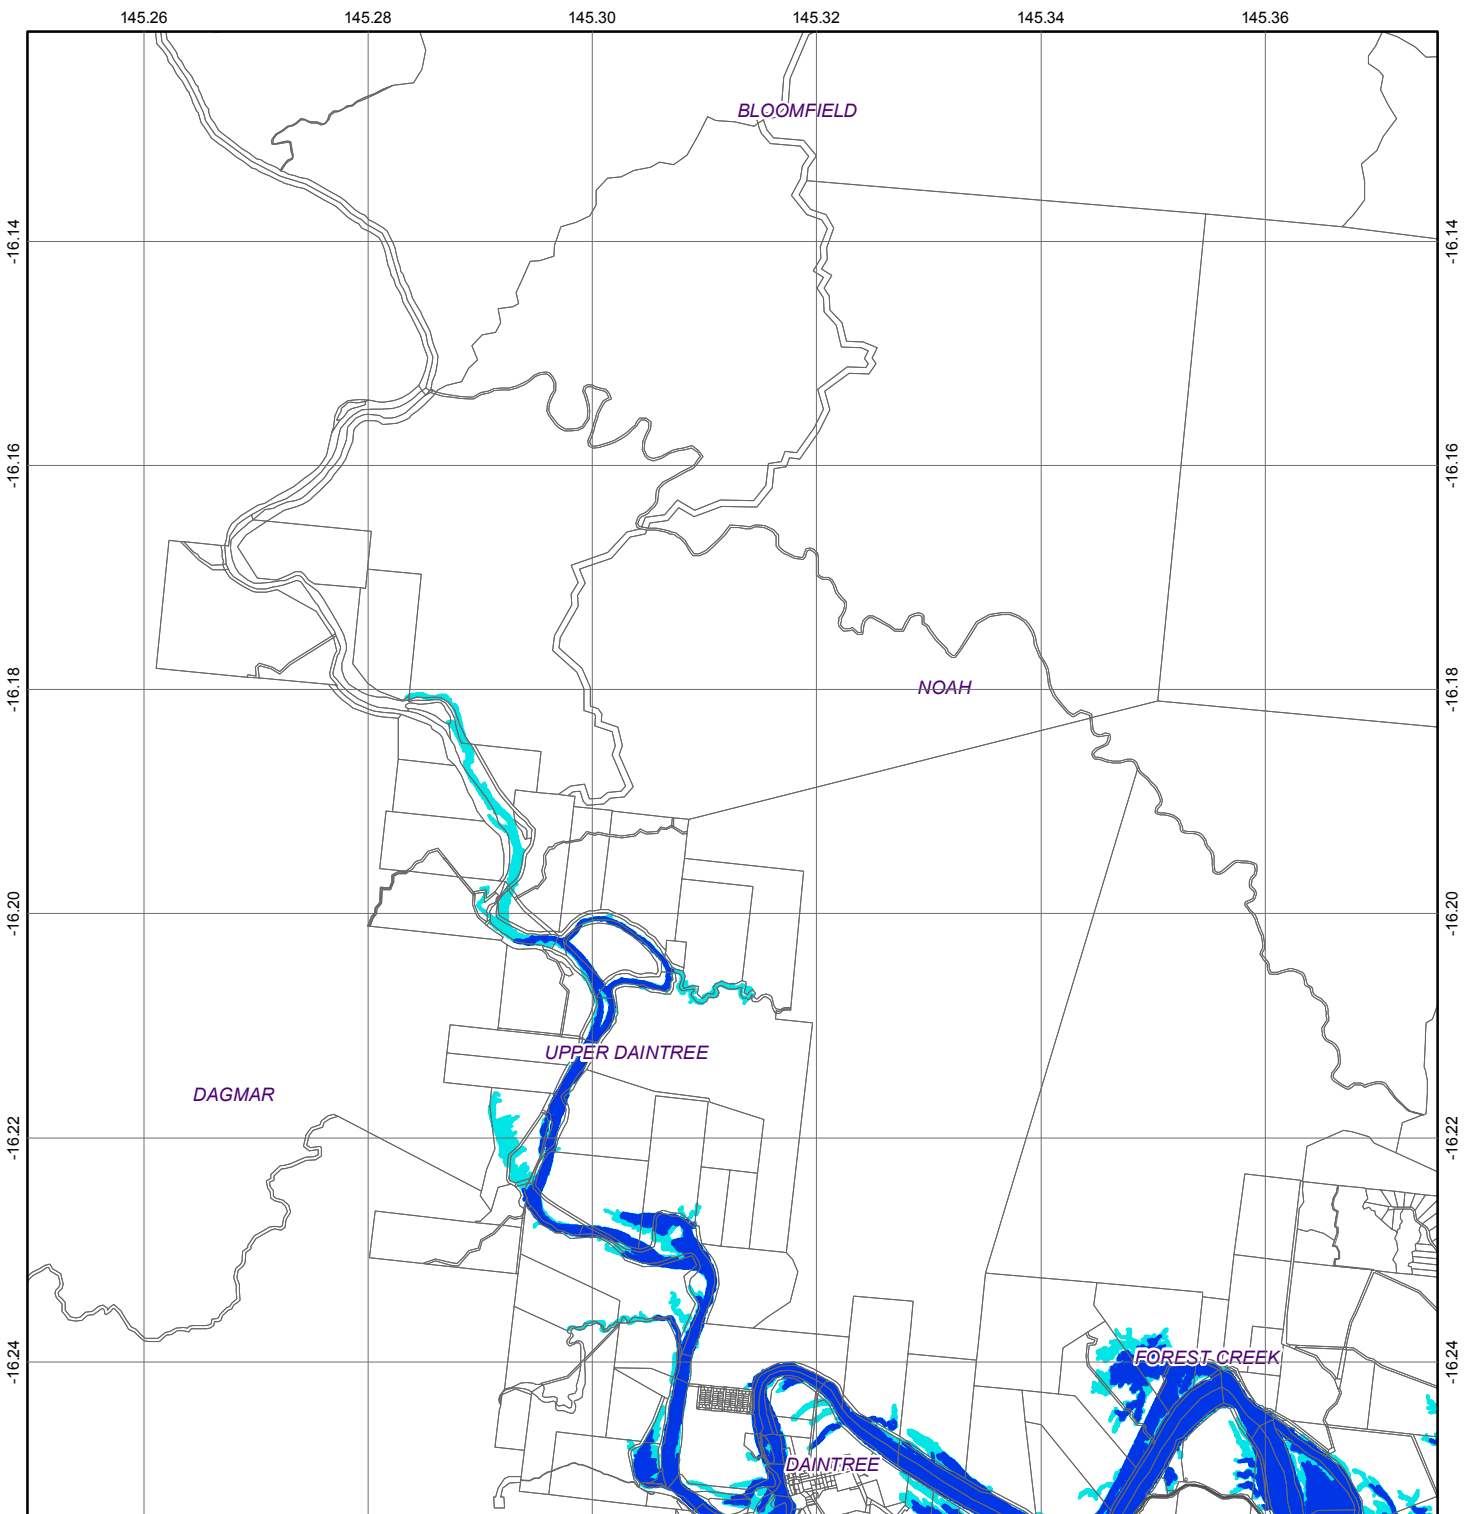 145.26 145.28 145.30 145.32 145.34 145.36
BLOOMFIELD
-16.14 -16.14
-16.16 -16.16
-16.18 NOAH -16.18
-16.20 -16.20
UPPER DAINTREE
DAGMAR
-16.22 -16.22
FOREST CREEK
-16.24 -16.24
DAINTREE